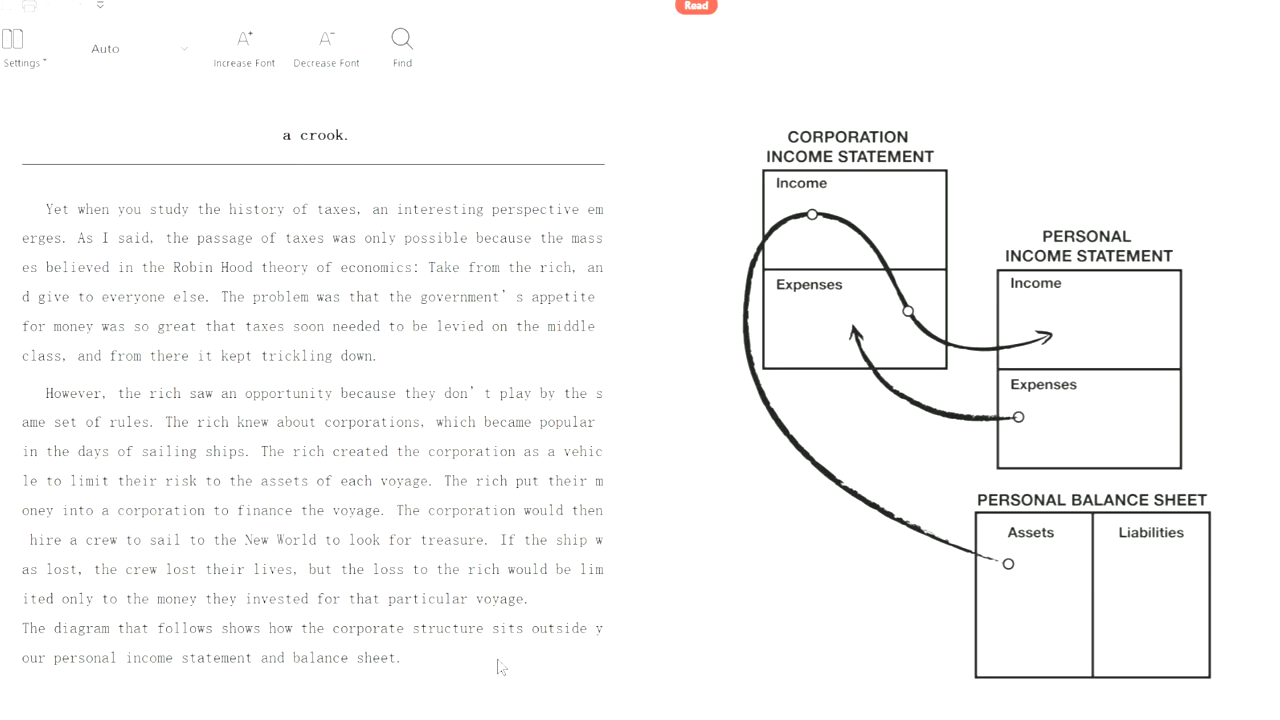 Read
Auto
Settings
Increase Font
Decrease Font
Find
a crook.
Yet when you study the history of taxes, an interesting perspective em
erges. As I said, the passage of taxes was only possible because the mass
es believed in the Robin Hood theory of economics: Take from the rich, an
d give to everyone else. The problem was that the government's appetite
for money was so great that taxes soon needed to be levied on the middle
class, and from there it kept trickling down.
However, the rich saw an opportunity because they don't play by the s
ame set of rules. The rich knew about corporations, which became popular
in the days of sailing ships. The rich created the corporation as a vehic
le to limit their risk to the assets of each voyage. The rich put their m
oney into a corporation to finance the voyage. The corporation would then
hire a crew to sail to the New World to look for treasure. If the ship w
as lost, the crew lost their lives, but the loss to the rich would be lim
ited only to the money they invested for that particular voyage.
The diagram that follows shows how the corporate structure sits outside y
our personal income statement and balance sheet.
CORPORATION
INCOME STATEMENT
Income
Expenses
PERSONAL
INCOME STATEMENT
Income
Expenses
PERSONAL BALANCE SHEET
Assets
Liabilities